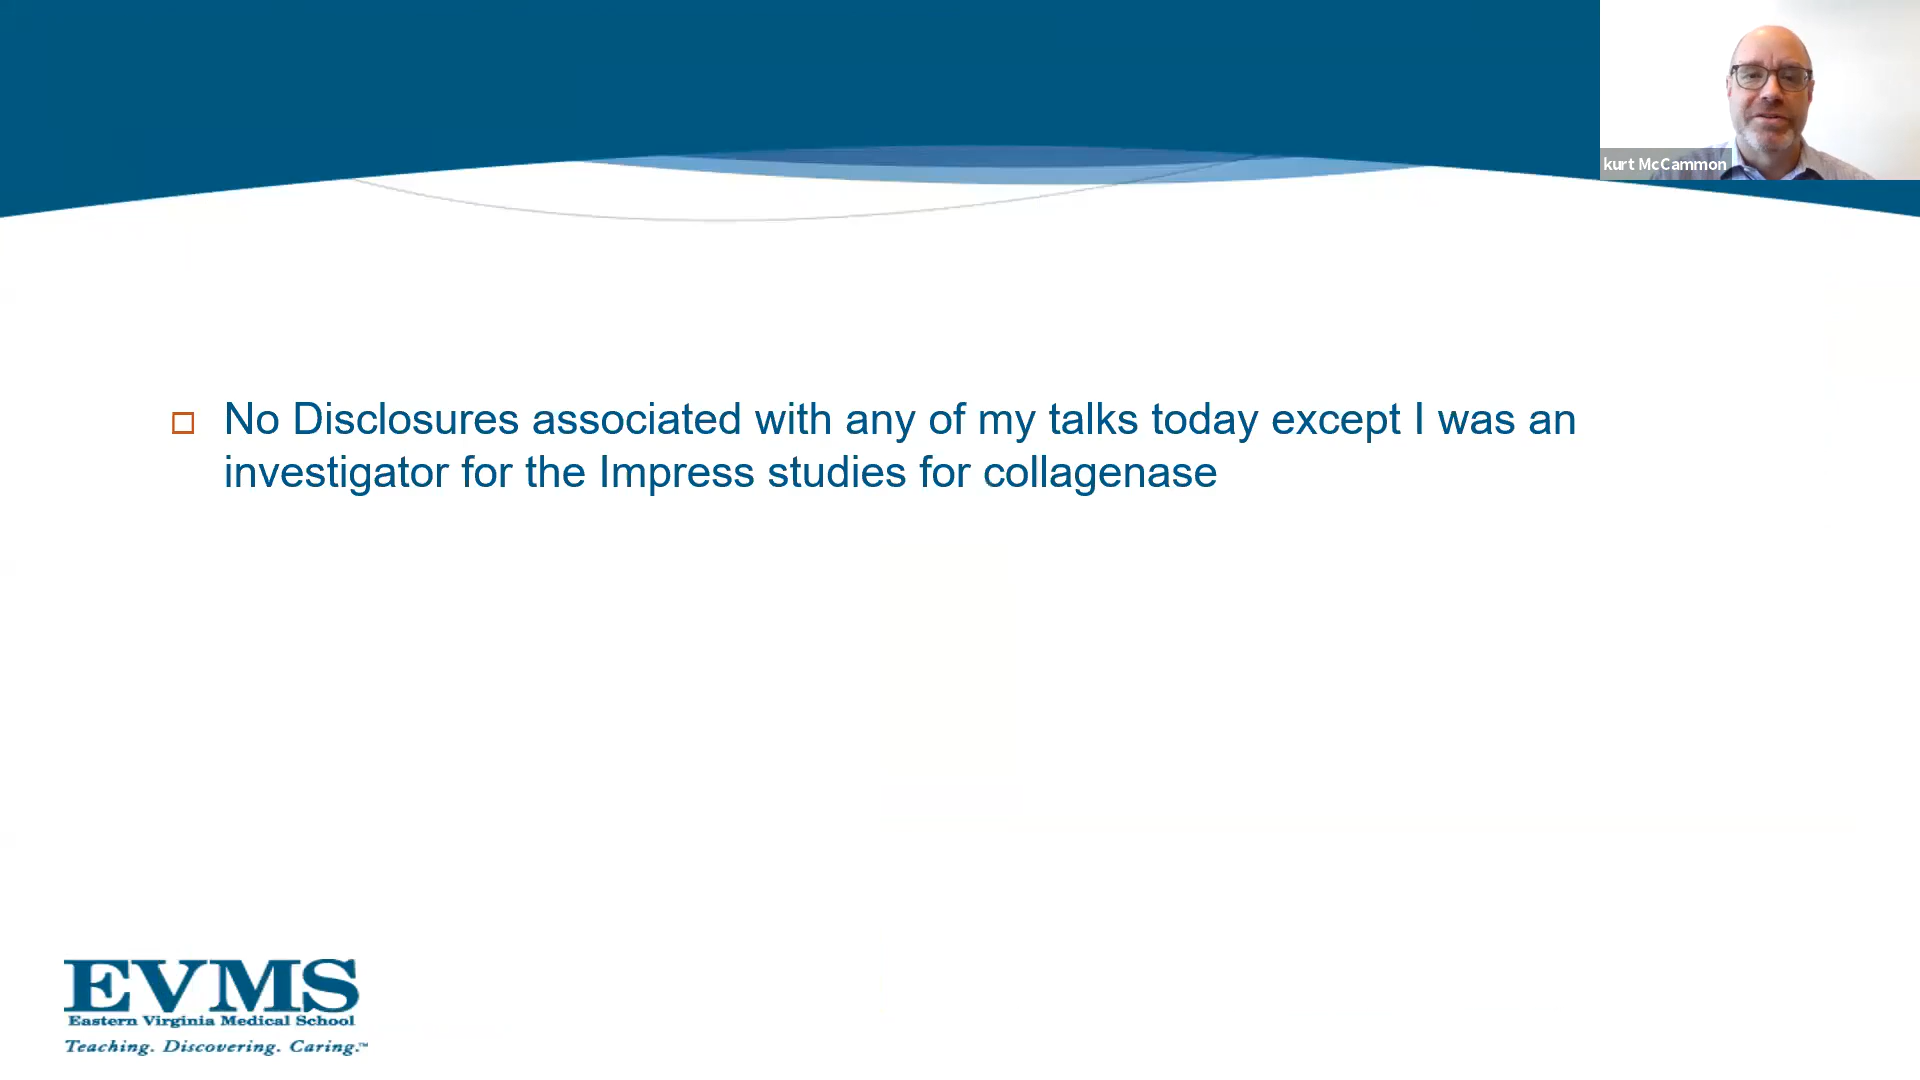 kurt McCammon
No Disclosures associated with any of my talks today except I was an
investigator for the Impress studies for collagenase
EVMS
Eastern Virginia Medical School
Teaching. Discovering. Caring.™